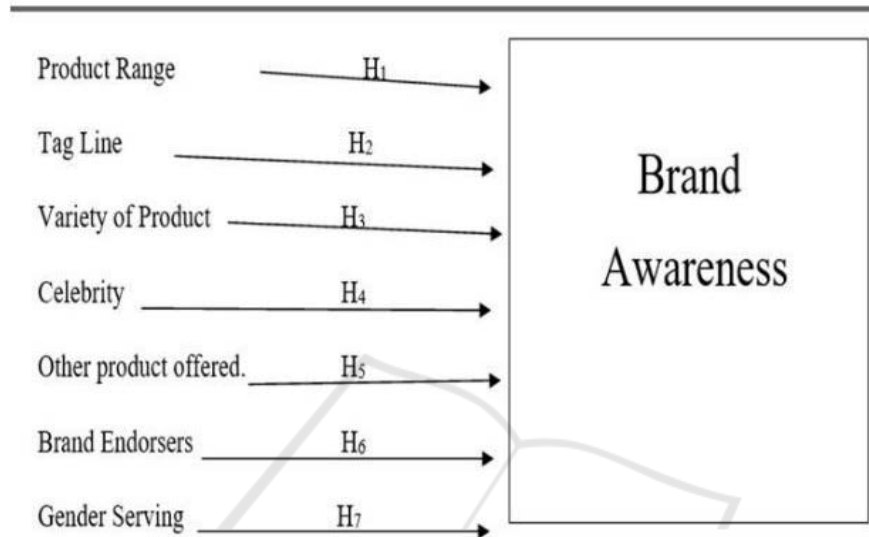 Product Range H₁
Tag Line H₂
Variety of Product H₃
Celebrity H₄
Other product offered. H₅
Brand Endorsers H₆
Gender Serving H₇
Brand
Awareness